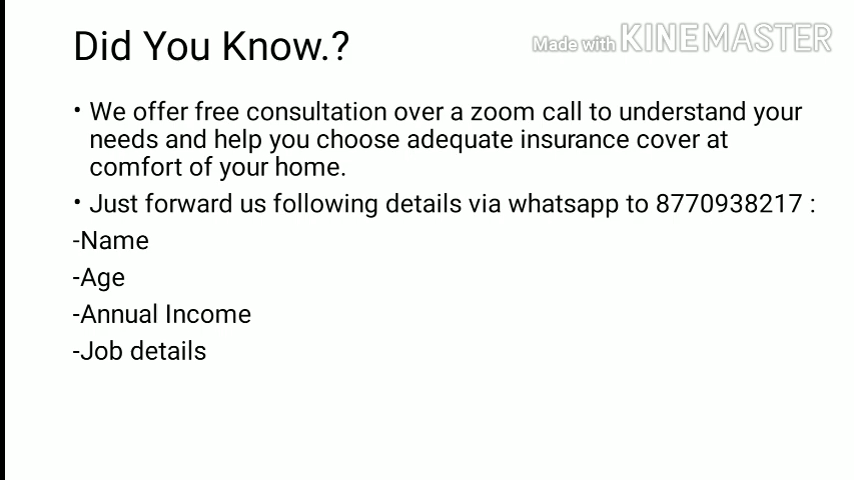 Did You Know.?
Made with KINEMASTER
• We offer free consultation over a zoom call to understand your
needs and help you choose adequate insurance cover at
comfort of your home.
• Just forward us following details via whatsapp to 8770938217 :
-Name
-Age
-Annual Income
-Job details